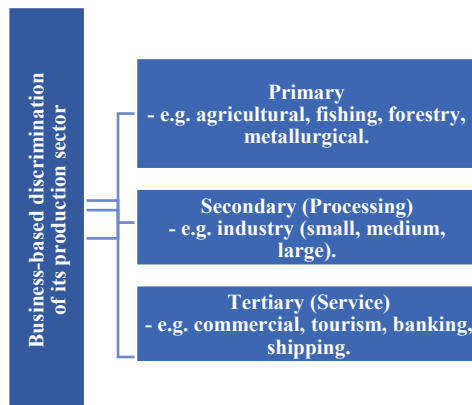 Business-based discrimination
of its production sector
Primary
- e.g. agricultural, fishing, forestry,
metallurgical.
Secondary (Processing)
- e.g. industry (small, medium,
large).
Tertiary (Service)
- e.g. commercial, tourism, banking,
shipping.